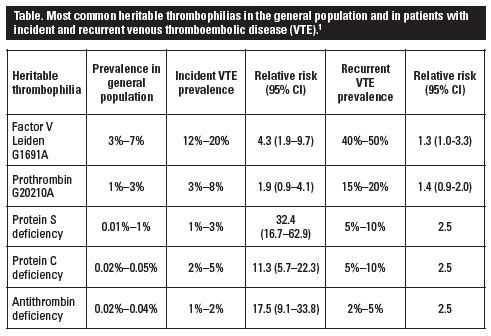 Table. Most common heritable thrombophilias in the general population and in patients with
incident and recurrent venous thromboembolic disease (VTE).1
Heritable thrombophilia | Prevalence in general population | Incident VTE prevalence | Relative risk (95% CI) | Recurrent VTE prevalence | Relative risk (95% CI)
Factor V Leiden G1691A | 3%–7% | 12%–20% | 4.3 (1.9–9.7) | 40%–50% | 1.3 (1.0-3.3)
Prothrombin G20210A | 1%–3% | 3%–8% | 1.9 (0.9–4.1) | 15%–20% | 1.4 (0.9-2.0)
Protein S deficiency | 0.01%–1% | 1%–3% | 32.4 (16.7–62.9) | 5%–10% | 2.5
Protein C deficiency | 0.02%–0.05% | 2%–5% | 11.3 (5.7–22.3) | 5%–10% | 2.5
Antithrombin deficiency | 0.02%–0.04% | 1%–2% | 17.5 (9.1–33.8) | 2%–5% | 2.5